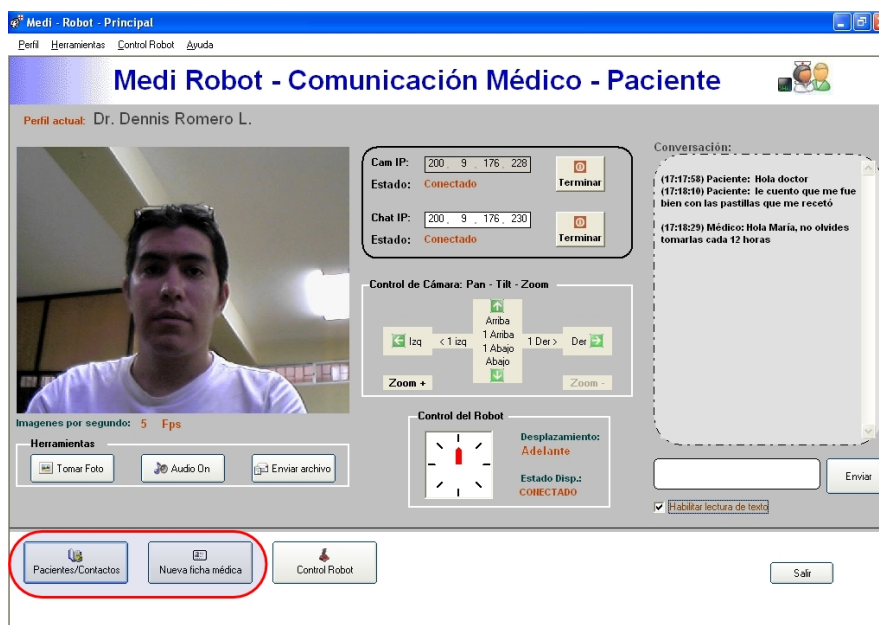 Medi - Robot - Principal
Perfil Herramientas Control Robot Ayuda
Medi Robot - Comunicación Médico - Paciente
Perfil actual: Dr. Dennis Romero L.
Cam IP: 200 . 9 . 176 . 228
Terminar
Estado: Conectado
Chat IP: 200 . 9 . 176 . 230
Terminar
Estado: Conectado
Conversación:
(17:17:58) Paciente: Hola doctor
(17:18:10) Paciente: le cuento que me fue
bien con las pastillas que me recetó
(17:18:29) Médico: Hola María, no olvides
tomarlas cada 12 horas
Control de Cámara: Pan - Tilt - Zoom
Arriba
1 Arriba
Izq < 1 izq 1 Der > Der
1 Abajo
Abajo
Zoom + Zoom -
Imagenes por segundo: 5 Fps
Herramientas
Tomar Foto Audio On Enviar archivo
Control del Robot
Desplazamiento:
Adelante
Estado Disp.:
CONECTADO
Enviar
Habilitar lectura de texto
Pacientes/Contactos Nueva ficha médica Control Robot
Salir